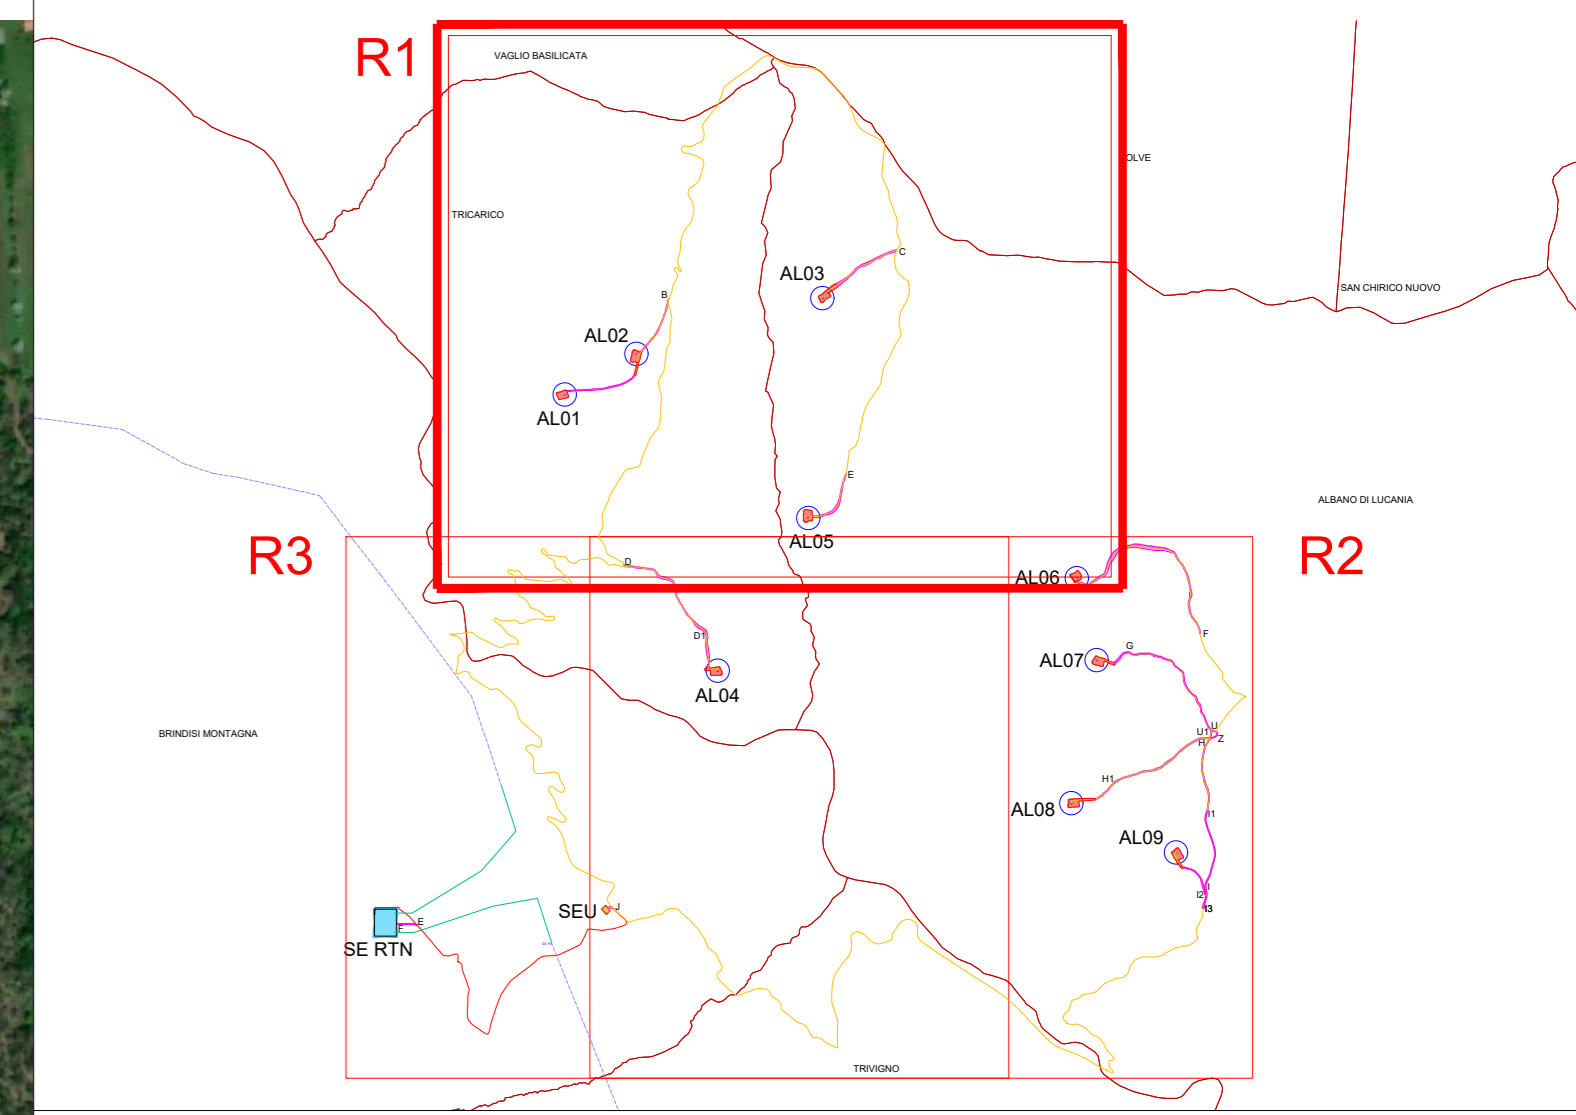 R1
VAGLIO BASILICATA
OLVE
TRICARICO
C
AL03
SAN CHIRICO NUOVO
B
AL02
AL01
E
ALBANO DI LUCANIA
AL05
R3
R2
D
AL06
D1
F
G
AL07
AL04
U
BRINDISI MONTAGNA
U1
Z
H
H1
AL08
I1
AL09
I
I2
I3
SEU
J
E
F
SE RTN
TRIVIGNO